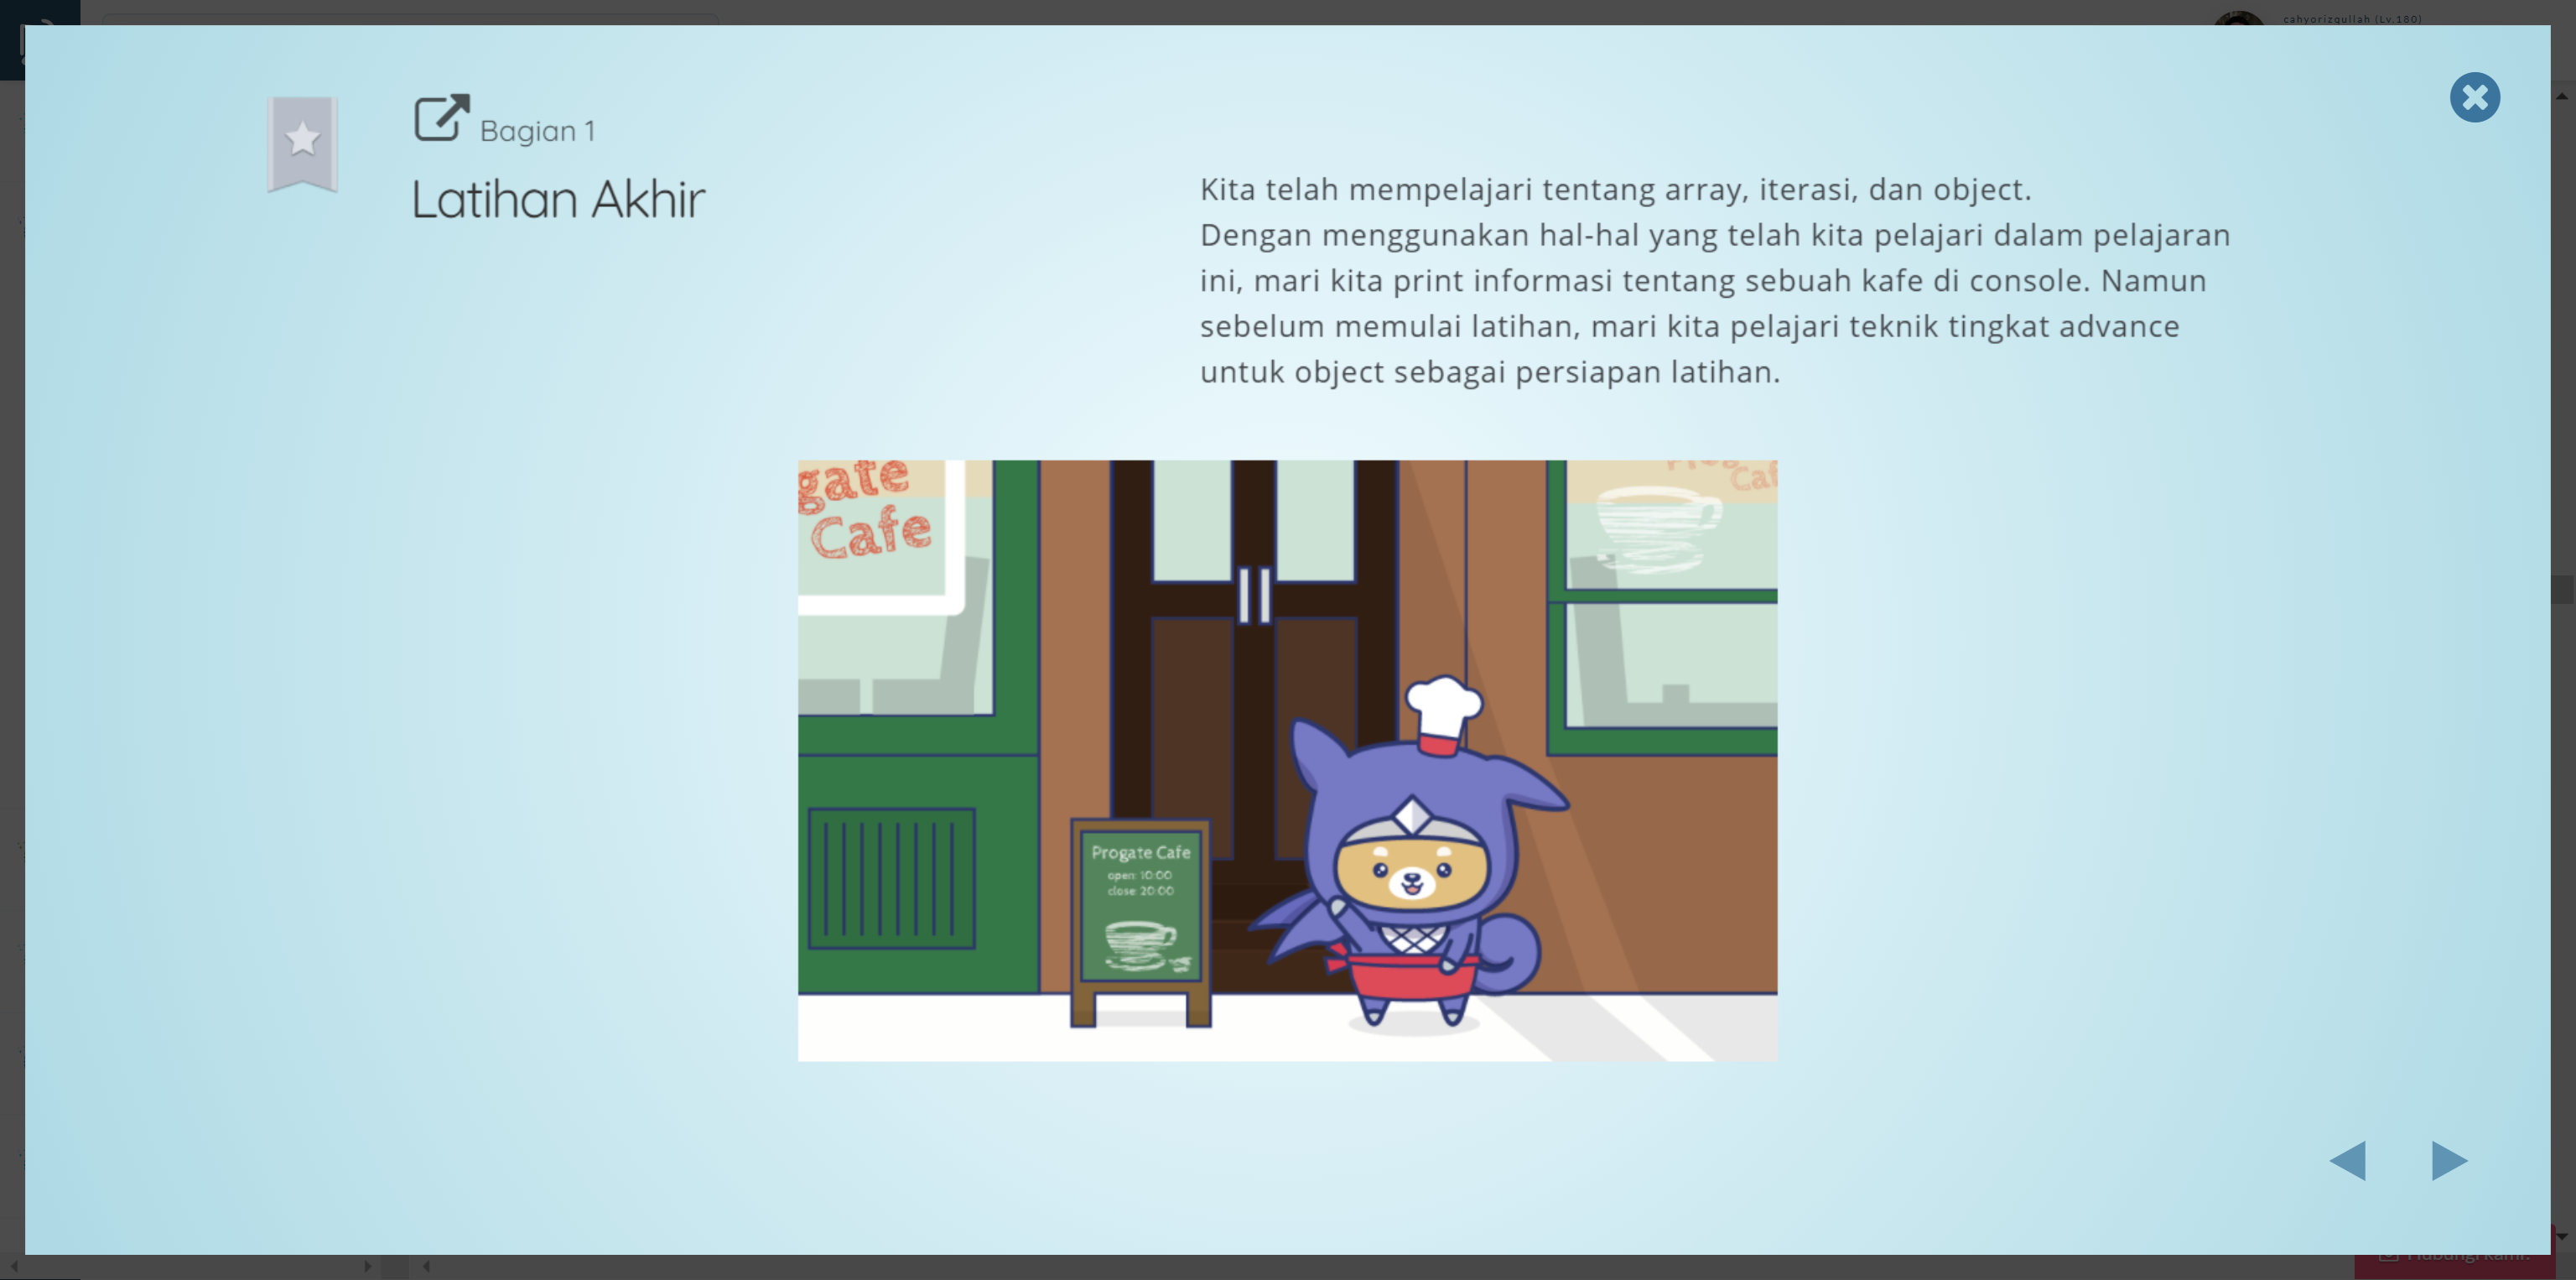 cahyorizqullah (Lv.180)
Bagian 1
Latihan Akhir
Kita telah mempelajari tentang array, iterasi, dan object.
Dengan menggunakan hal-hal yang telah kita pelajari dalam pelajaran
ini, mari kita print informasi tentang sebuah kafe di console. Namun
sebelum memulai latihan, mari kita pelajari teknik tingkat advance
untuk object sebagai persiapan latihan.
gate
Cafe
Progate Cafe
open: 10:00
close: 20:00